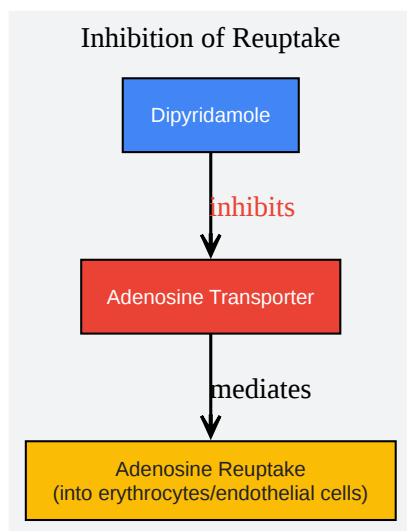 Inhibition of Reuptake
Dipyridamole
inhibits
Adenosine Transporter
mediates
Adenosine Reuptake
(into erythrocytes/endothelial cells)